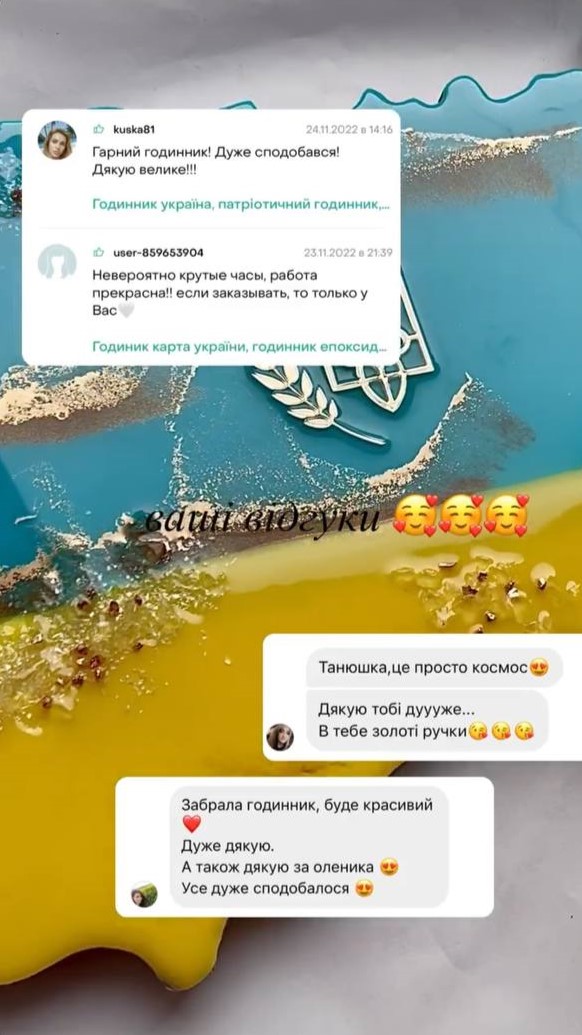 kuska81
24.11.2022 в 14:16
Гарний годинник! Дуже сподобався!
Дякую велике!!!
Годинник україна, патріотичний годинник,...
user-859653904
23.11.2022 в 21:39
Невероятно крутые часы, работа
прекрасна!! если заказывать, то только у
Вас🤍
Годиник карта україни, годинник епоксид...
ваші відгуки 🥰🥰🥰
Танюшка,це просто космос😍
Дякую тобі дуууже...
В тебе золоті ручки😘😘😘
Забрала годинник, буде красивий
❤️
Дуже дякую.
А також дякую за оленика 😍
Усе дуже сподобалося 😍